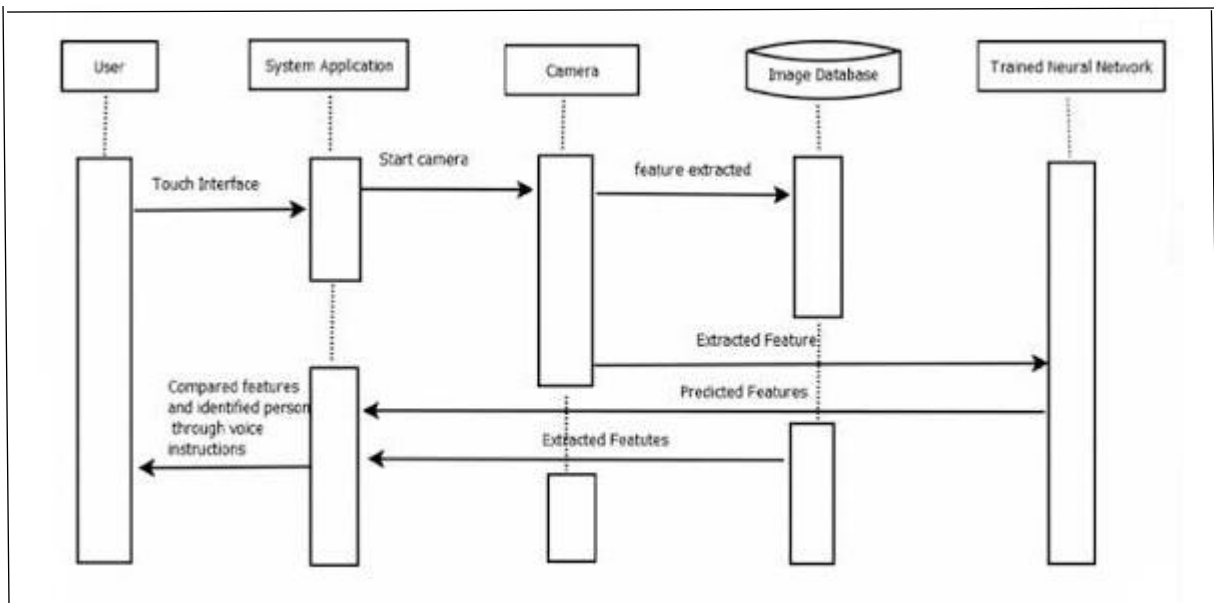 User
System Application
Camera
Image Database
Trained Neural Network
Start camera
Touch Interface
feature extracted
Extracted Feature
Predicted Features
Compared features
and identified person
through voice
instructions
Extracted Featutes